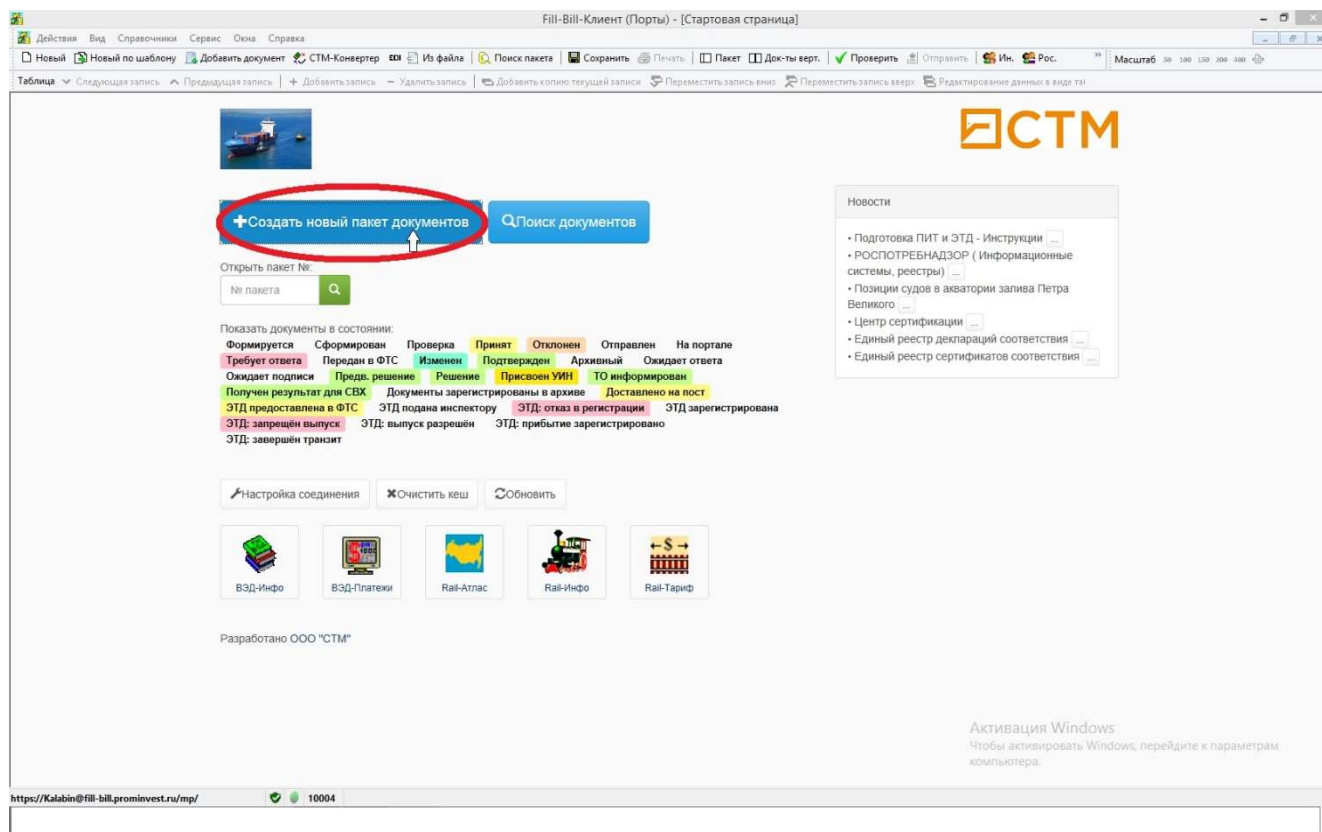 Fill-Bill-Клиент (Порты) - [Стартовая страница]
Действия Вид Справочники Сервис Окна Справка
Новый Новый по шаблону Добавить документ СТМ-Конвертер EDI Из файла Поиск пакета Сохранить Печать Пакет Док-ты верт. Проверить Отправить Ин. Рос. Масштаб 50 100 150 200 400
Таблица Следующая запись Предыдущая запись Добавить запись Удалить запись Добавить копию текущей записи Переместить запись вниз Переместить запись вверх Редактирование данных в виде таб
СТМ
Создать новый пакет документов Поиск документов
Открыть пакет №:
№ пакета
Показать документы в состоянии:
Формируется Сформирован Проверка Принят Отклонен Отправлен На портале
Требует ответа Передан в ФТС Изменен Подтвержден Архивный Ожидает ответа
Ожидает подписи Предв. решение Решение Присвоен УИН ТО информирован
Получен результат для СВХ Документы зарегистрированы в архиве Доставлено на пост
ЭТД предоставлена в ФТС ЭТД подана инспектору ЭТД: отказ в регистрации ЭТД зарегистрирована
ЭТД: запрещён выпуск ЭТД: выпуск разрешён ЭТД: прибытие зарегистрировано
ЭТД: завершён транзит
Настройка соединения Очистить кеш Обновить
ВЭД-Инфо ВЭД-Платежи Rail-Атлас Rail-Инфо Rail-Тариф
Разработано ООО "СТМ"
Новости
• Подготовка ПИТ и ЭТД - Инструкции ...
• РОСПОТРЕБНАДЗОР ( Информационные
системы, реестры) ...
• Позиции судов в акватории залива Петра
Великого ...
• Центр сертификации ...
• Единый реестр деклараций соответствия ...
• Единый реестр сертификатов соответствия ...
Активация Windows
Чтобы активировать Windows, перейдите к параметрам
компьютера.
https://Kalabin@fill-bill.prominvest.ru/mp/ 10004